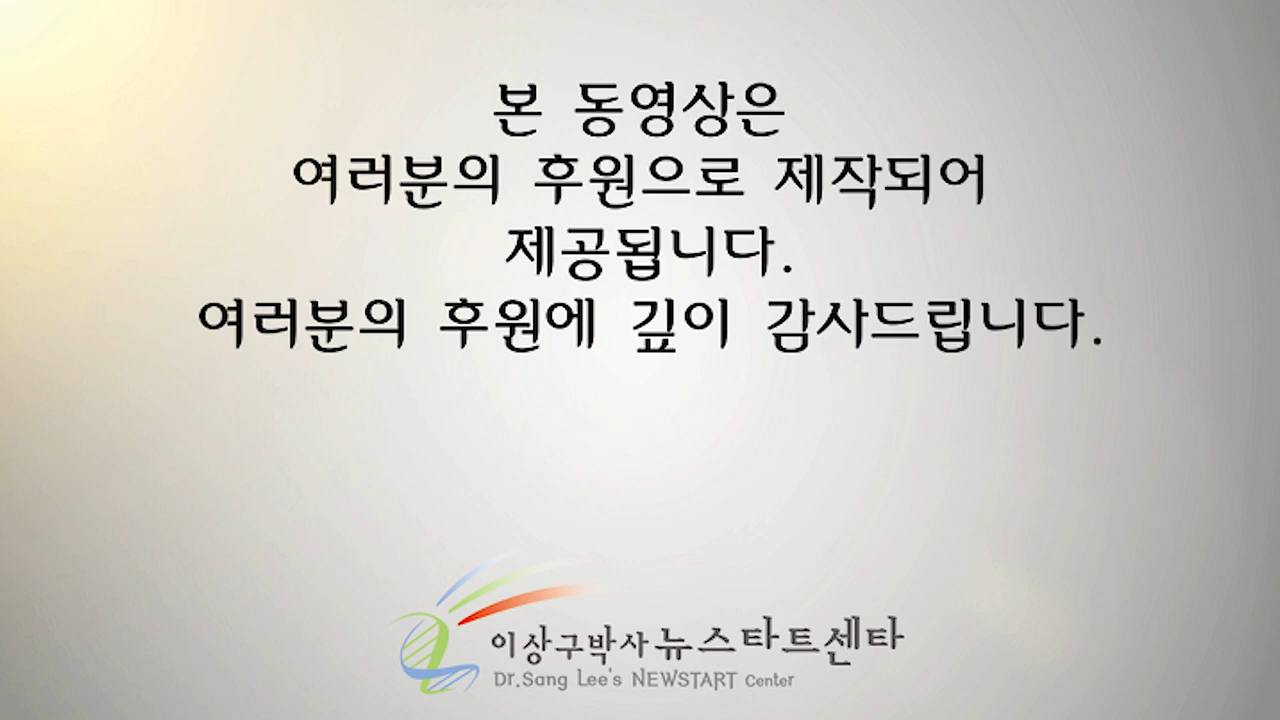 본 동영상은
여러분의 후원으로 제작되어
제공됩니다.
여러분의 후원에 깊이 감사드립니다.
이상구박사 뉴스타트센타
Dr.Sang Lee's NEWSTART Center